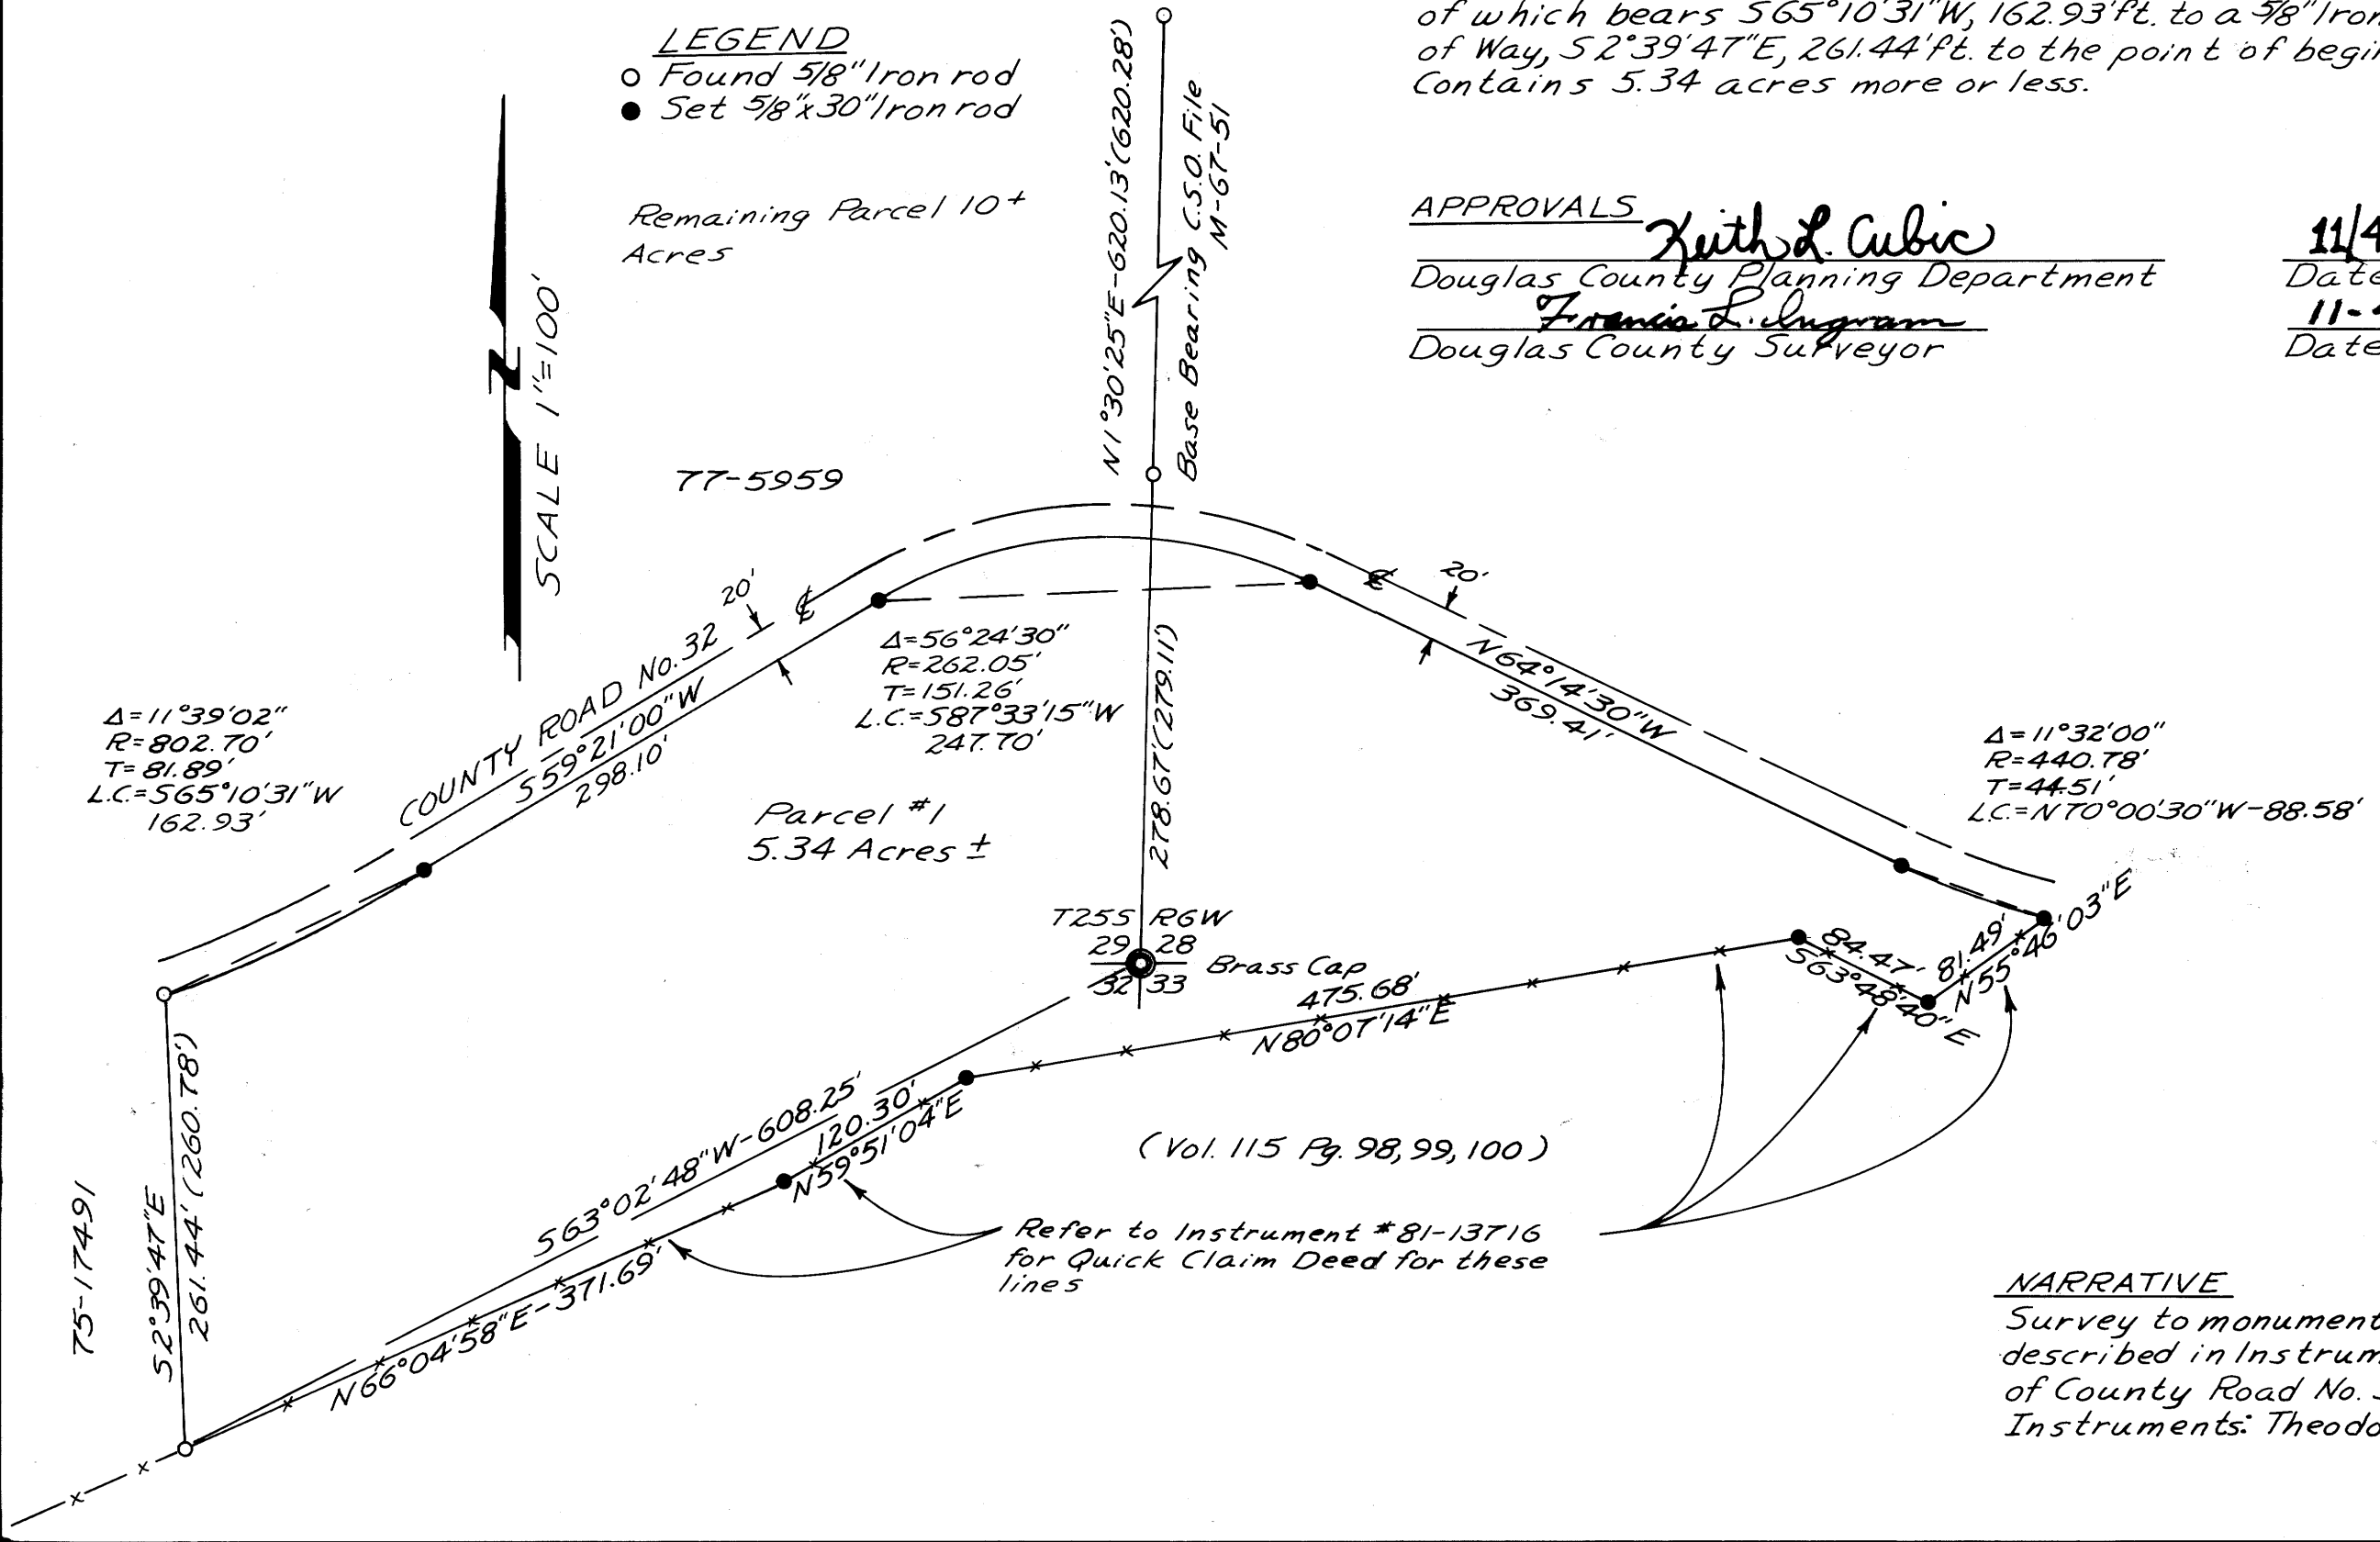 of which bears S65°10'31"W, 162.93'ft. to a 5/8" Iron
of Way, S2°39'47"E, 261.44'ft. to the point of begin
Contains 5.34 acres more or less.
LEGEND
Found 5/8" Iron rod
Set 5/8"x30" Iron rod
Remaining Parcel 10+
Acres
SCALE 1"=100'
N
N1°30'25"E-620.13'(620.28')
Base Bearing C.S.O. File
M-67-51
APPROVALS
Keith L. Cubic
11/4
Douglas County Planning Department
Date
Francis L. Ingram
11-
Douglas County Surveyor
Date
77-5959
20'
℄
℄
20'
COUNTY ROAD No. 32
S59°21'00"W
298.10'
Δ=56°24'30"
R=262.05'
T=151.26'
L.C.=S87°33'15"W
247.70'
278.67'(279.11')
N64°14'30"W
369.41'
Δ=11°39'02"
R=802.70'
T=81.89'
L.C.=S65°10'31"W
162.93'
Δ=11°32'00"
R=440.78'
T=44.51'
L.C.=N70°00'30"W-88.58'
Parcel #1
5.34 Acres ±
T25S R6W
29 28
32 33
Brass Cap
475.68'
N80°07'14"E
84.47'
S63°48'40"E
81.49'
N55°46'03"E
S63°02'48"W-608.25'
120.30'
N59°51'04"E
N66°04'58"E-371.69'
75-17491
S2°39'47"E
261.44' (260.78')
(Vol. 115 Pg. 98,99,100)
Refer to Instrument #81-13716
for Quick Claim Deed for these
lines
NARRATIVE
Survey to monument
described in Instrum
of County Road No.
Instruments: Theodo